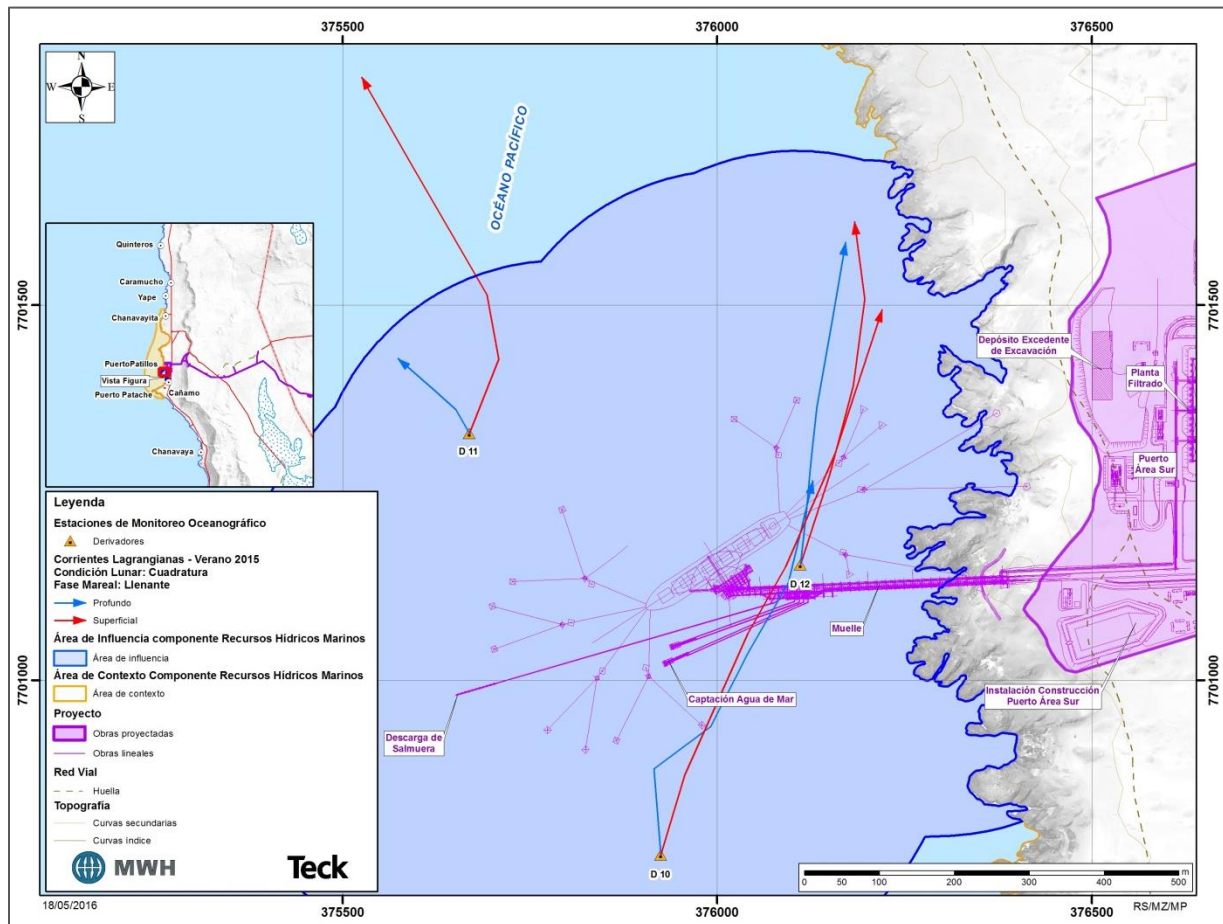 375500
376000
376500
N
W
E
S
OCÉANO PACÍFICO
Quinteros
Caramucho
Yape
Chanavayita
PuertoPatillos
Vista Figura
Cañamo
Puerto Patache
Chanavaya
7701500
7701500
7701000
7701000
D 11
D 12
D 10
Depósito Excedente
de Excavación
Planta
Filtrado
Puerto
Área Sur
Muelle
Captación Agua de Mar
Descarga de
Salmuera
Instalación Construcción
Puerto Área Sur
Leyenda
Estaciones de Monitoreo Oceanográfico
Derivadores
Corrientes Lagrangianas - Verano 2015
Condición Lunar: Cuadratura
Fase Mareal: Llenante
Profundo
Superficial
Área de Influencia componente Recursos Hídricos Marinos
Área de influencia
Área de Contexto Componente Recursos Hídricos Marinos
Área de contexto
Proyecto
Obras proyectadas
Obras lineales
Red Vial
Huella
Topografía
Curvas secundarias
Curvas índice
MWH
Teck
0 50 100 200 300 400 500 m
18/05/2016
375500
376000
376500
RS/MZ/MP